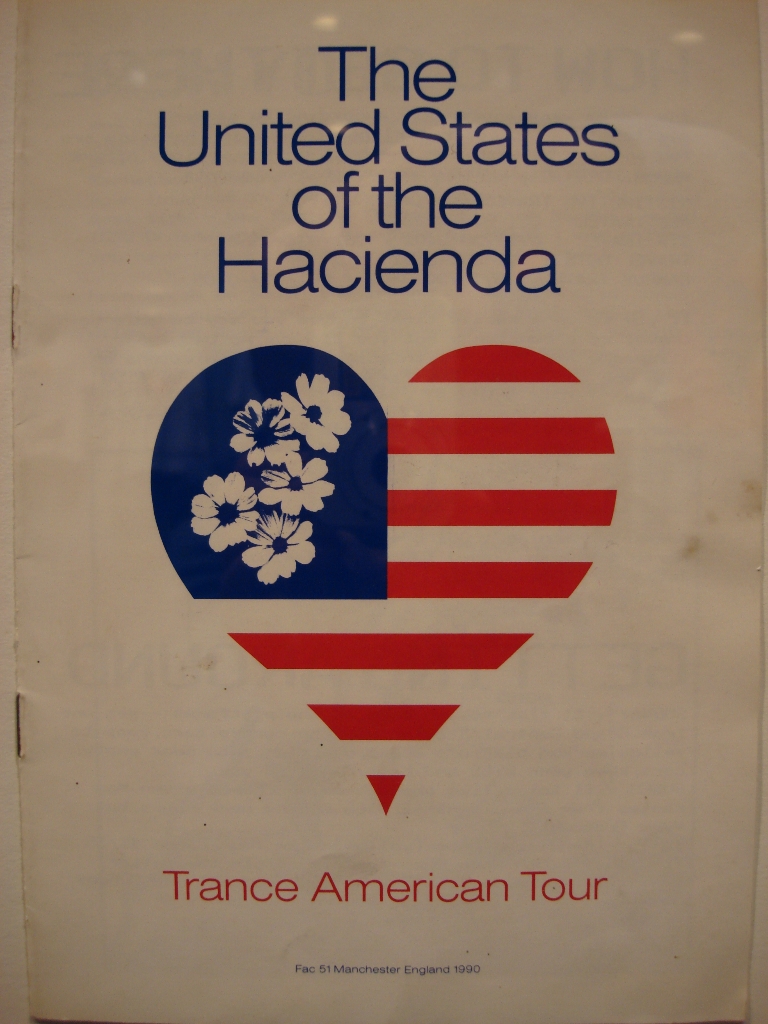 The
United States
of the
Hacienda
Trance American Tour
Fac 51 Manchester England 1990